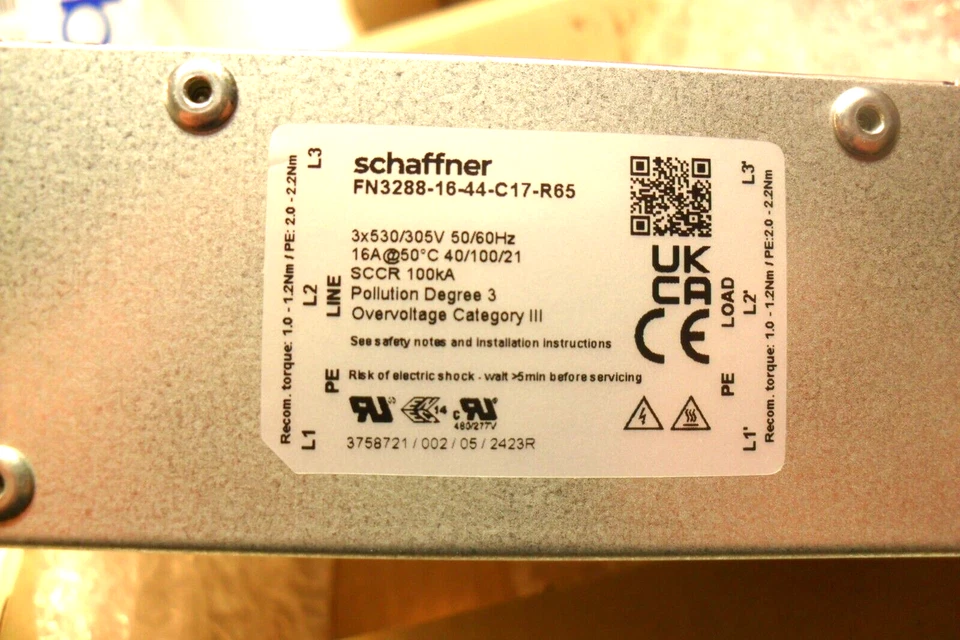 schaffner
FN3288-16-44-C17-R65
3x530/305V 50/60Hz
16A@50°C 40/100/21
SCCR 100kA
Pollution Degree 3
Overvoltage Category III
See safety notes and installation instructions
Risk of electric shock - wait >5min before servicing
14
c
480/277V
3758721 / 002 / 05 / 2423R
Recom. torque: 1.0 - 1.2Nm / PE: 2.0 - 2.2Nm
L1 L2 L3
PE LINE
UK
CA
CE
PE LOAD
L1' L2' L3'
Recom. torque: 1.0 - 1.2Nm / PE:2.0 - 2.2Nm